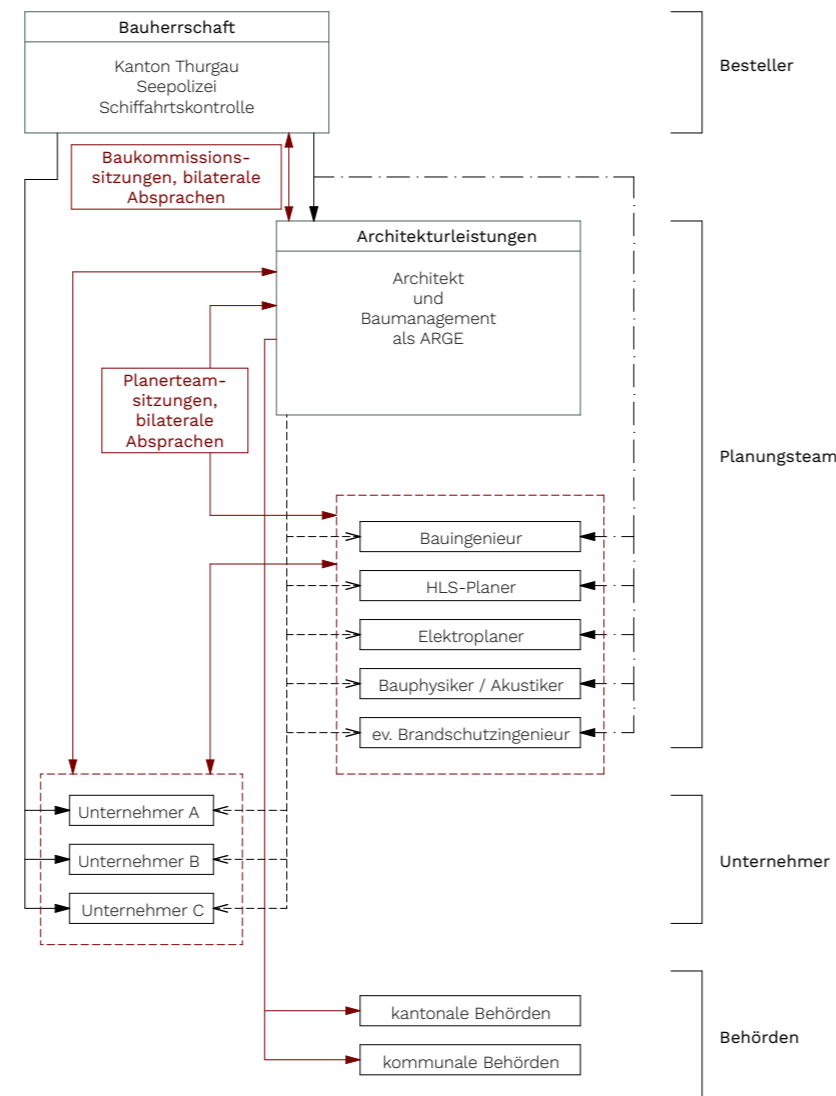 Bauherrschaft
Kanton Thurgau
Seepolizei
Schiffahrtskontrolle
Besteller
Baukommissions-
sitzungen, bilaterale
Absprachen
Architekturleistungen
Architekt
und
Baumanagement
als ARGE
Planerteam-
sitzungen,
bilaterale
Absprachen
Planungsteam
Bauingenieur
HLS-Planer
Elektroplaner
Bauphysiker / Akustiker
ev. Brandschutzingenieur
Unternehmer A
Unternehmer B
Unternehmer C
Unternehmer
kantonale Behörden
kommunale Behörden
Behörden